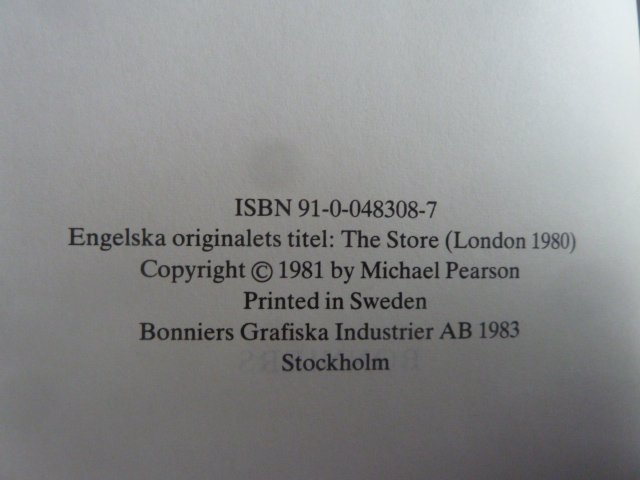 ISBN 91-0-048308-7
Engelska originalets titel: The Store (London 1980)
Copyright © 1981 by Michael Pearson
Printed in Sweden
Bonniers Grafiska Industrier AB 1983
Stockholm